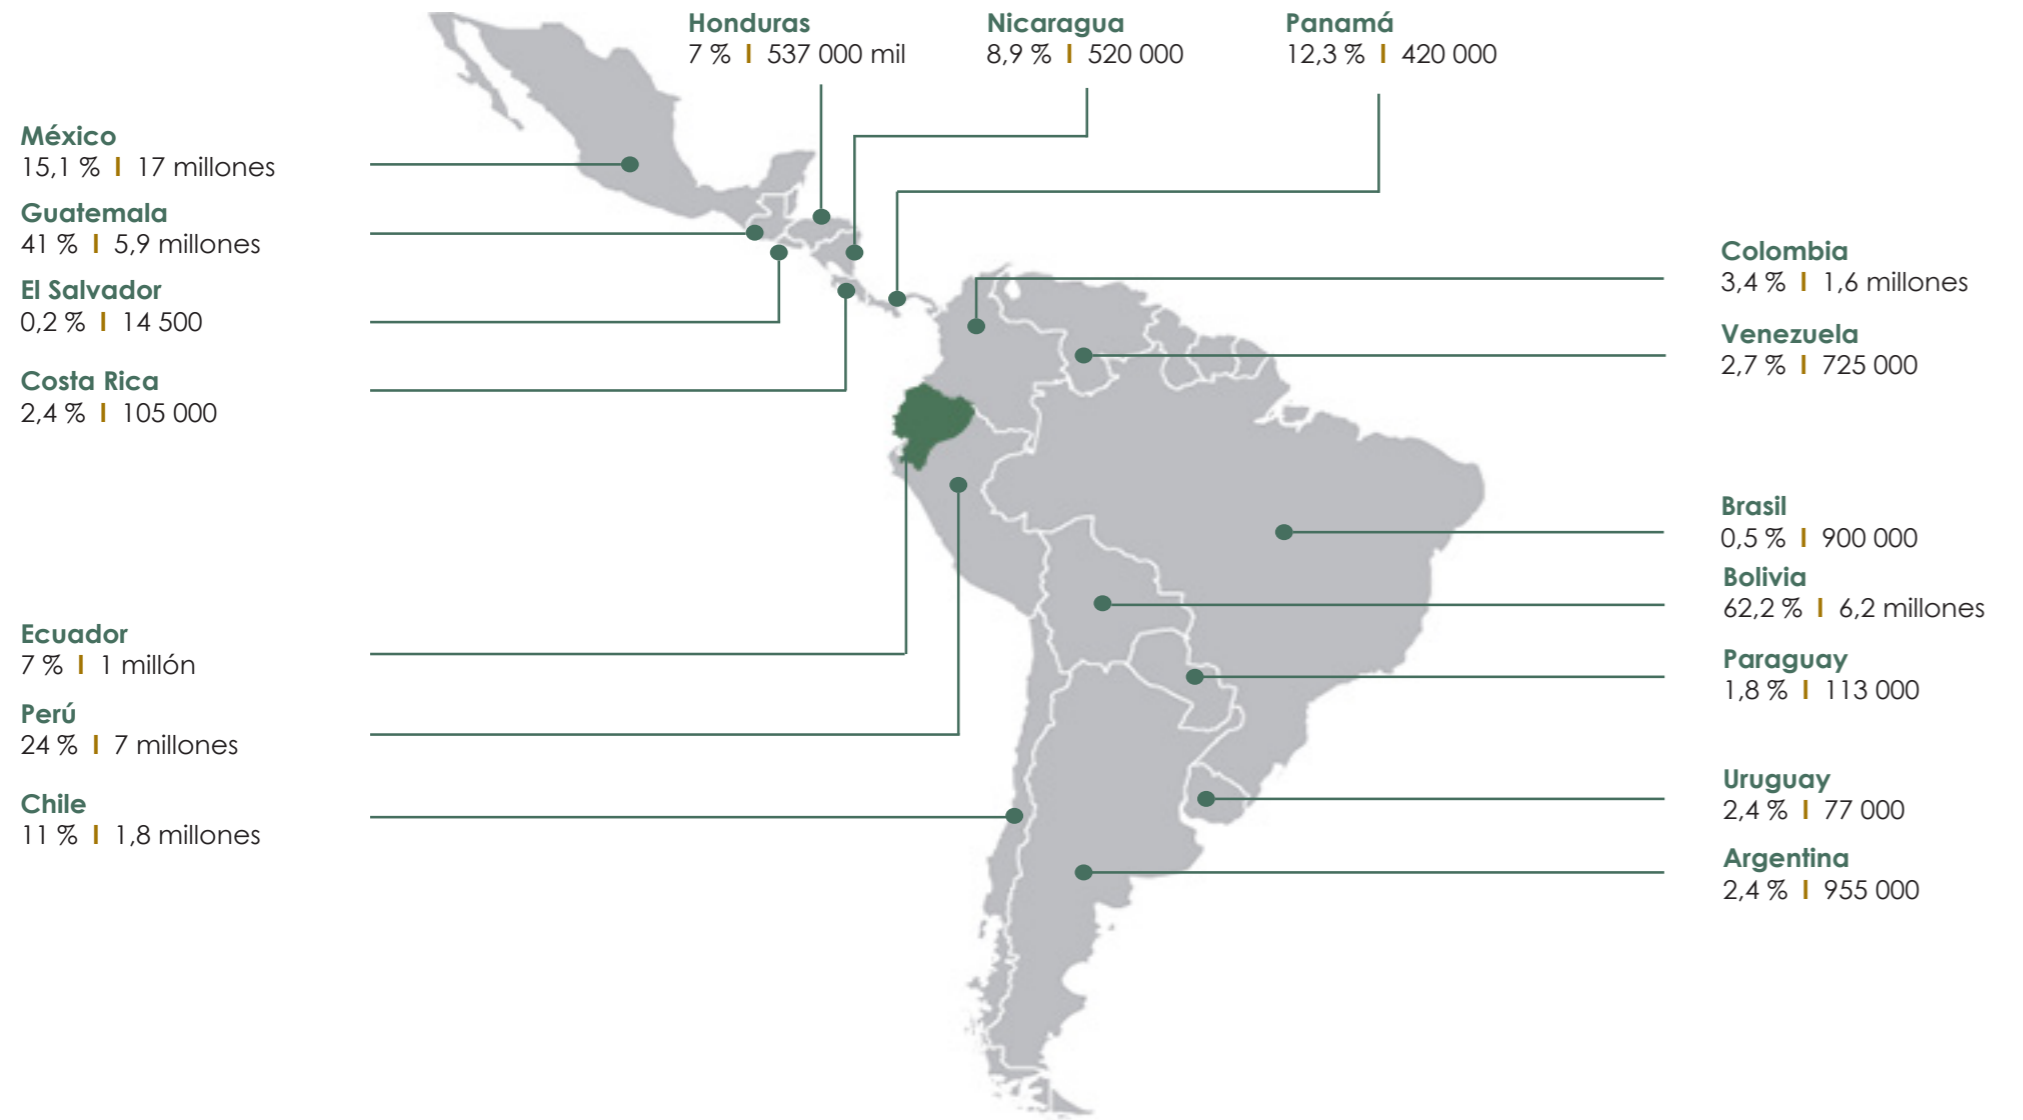 Honduras
7 % I 537 000 mil
Nicaragua
8,9 % I 520 000
Panamá
12,3 % I 420 000
México
15,1 % I 17 millones
Guatemala
41 % I 5,9 millones
El Salvador
0,2 % I 14 500
Costa Rica
2,4 % I 105 000
Ecuador
7 % I 1 millón
Perú
24 % I 7 millones
Chile
11 % I 1,8 millones
Colombia
3,4 % I 1,6 millones
Venezuela
2,7 % I 725 000
Brasil
0,5 % I 900 000
Bolivia
62,2 % I 6,2 millones
Paraguay
1,8 % I 113 000
Uruguay
2,4 % I 77 000
Argentina
2,4 % I 955 000